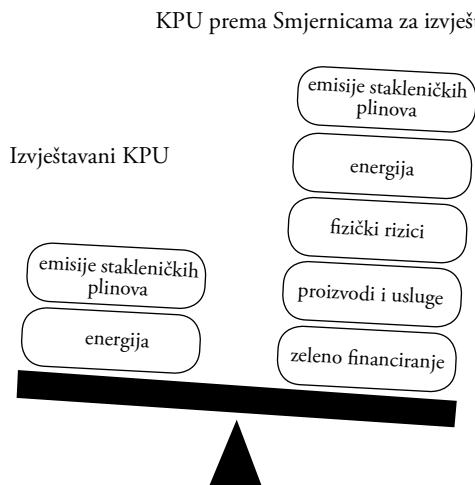 KPU prema Smjernicama za izvješt
Izvještavani KPU
emisije stakleničkih
plinova
energija
emisije stakleničkih
plinova
energija
fizički rizici
proizvodi i usluge
zeleno financiranje